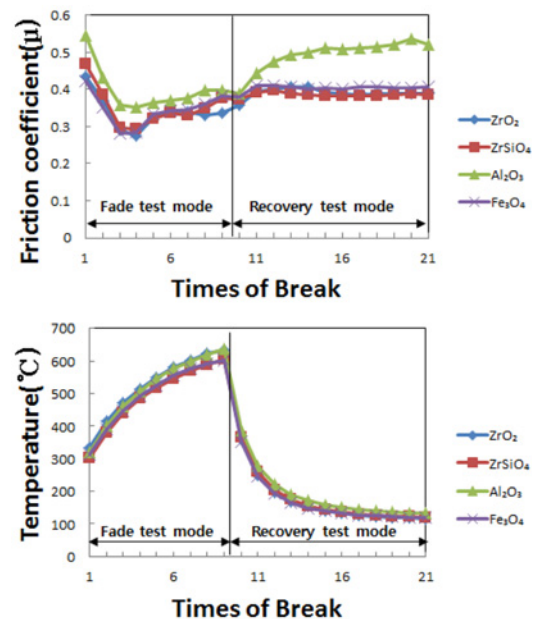 Friction coefficient(μ)
0.6
0.5
0.4
0.3
0.2
0.1
0
Fade test mode
Recovery test mode
1
6
11
16
21
Times of Break
ZrO₂
ZrSiO₄
Al₂O₃
Fe₃O₄
Temperature(℃)
700
600
500
400
300
200
100
000
Fade test mode
Recovery test mode
1
6
11
16
21
Times of Break
ZrO₂
ZrSiO₄
Al₂O₃
Fe₃O₄